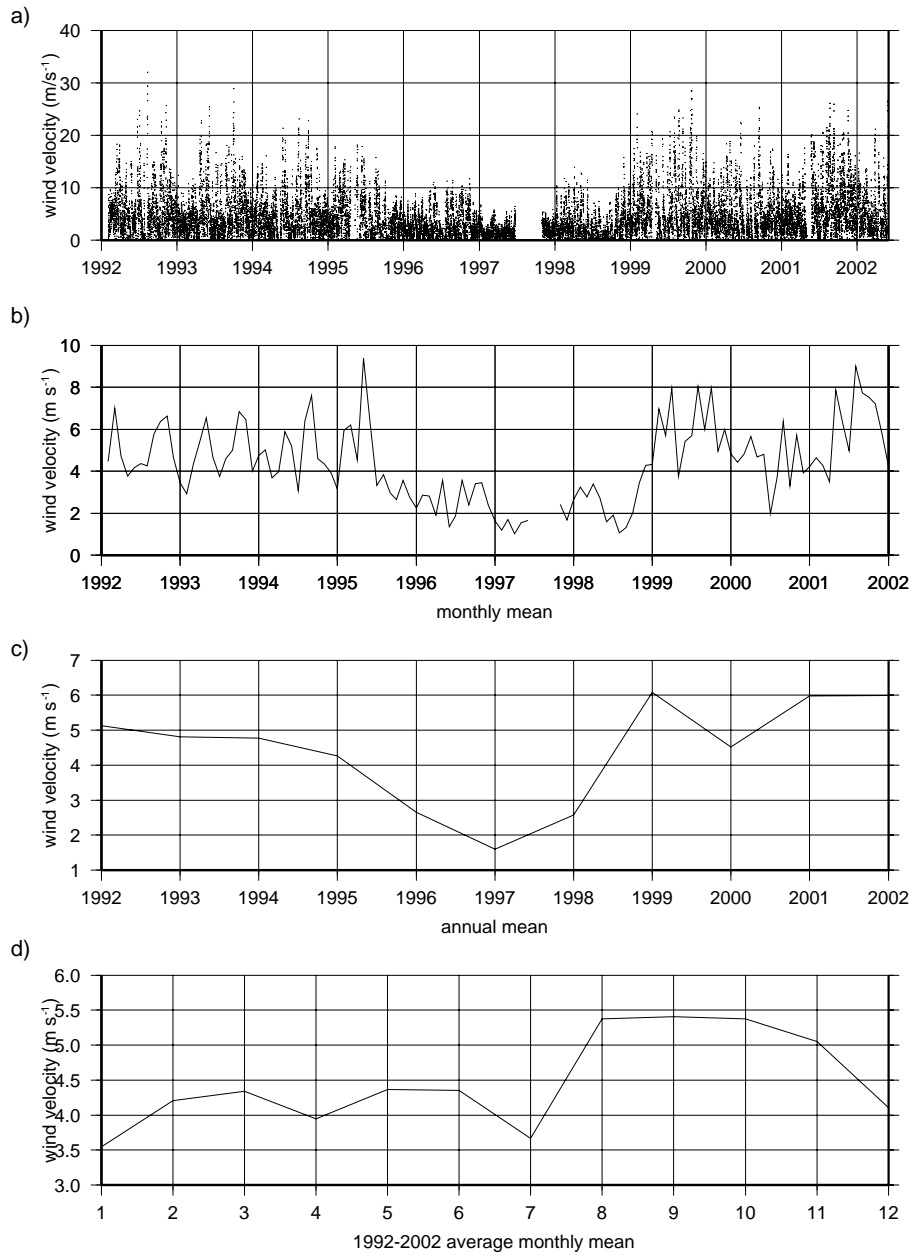 a)
wind velocity (m/s⁻¹)
40
30
20
10
0
1992 1993 1994 1995 1996 1997 1998 1999 2000 2001 2002
b)
wind velocity (m s⁻¹)
10
8
6
4
2
0
1992 1993 1994 1995 1996 1997 1998 1999 2000 2001 2002
monthly mean
c)
wind velocity (m s⁻¹)
7
6
5
4
3
2
1
1992 1993 1994 1995 1996 1997 1998 1999 2000 2001 2002
annual mean
d)
wind velocity (m s⁻¹)
6.0
5.5
5.0
4.5
4.0
3.5
3.0
1 2 3 4 5 6 7 8 9 10 11 12
1992-2002 average monthly mean